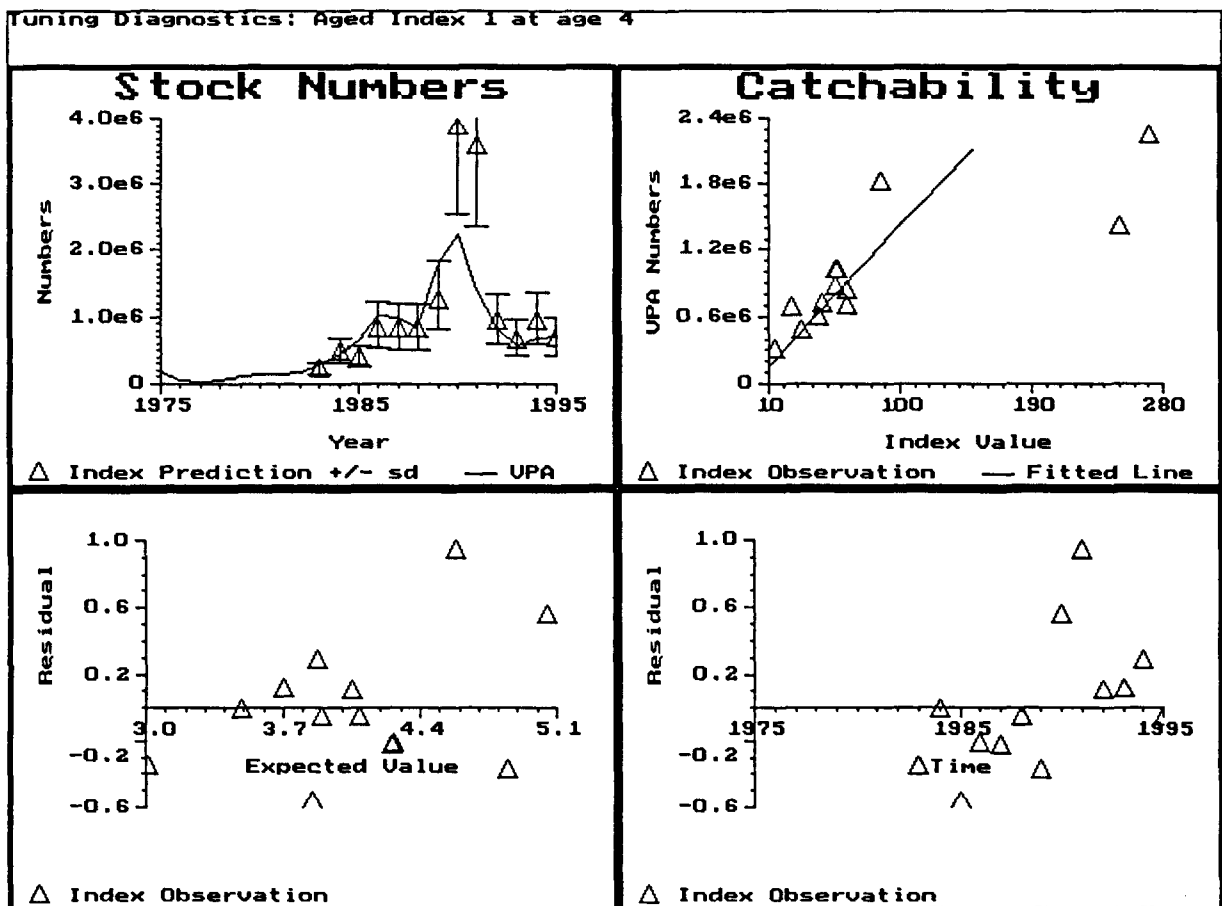 Tuning Diagnostics: Aged Index 1 at age 4
Stock Numbers
4.0e6
3.0e6
2.0e6
1.0e6
0
Numbers
1975
1985
1995
Year
△ Index Prediction +/- sd — VPA
Catchability
2.4e6
1.8e6
1.2e6
0.6e6
0
VPA Numbers
10
100
190
280
Index Value
△ Index Observation — Fitted Line
1.0
0.6
0.2
-0.2
-0.6
Residual
3.0
3.7
4.4
5.1
Expected Value
△ Index Observation
1.0
0.6
0.2
-0.2
-0.6
Residual
1975
1985
1995
Time
△ Index Observation